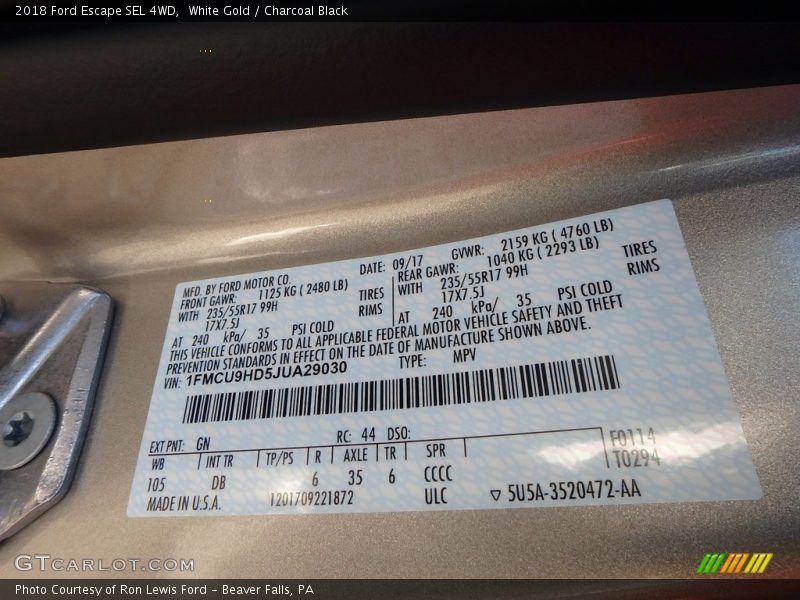 2018 Ford Escape SEL 4WD,  White Gold / Charcoal Black
MFD. BY FORD MOTOR CO. DATE: 09/17 GVWR: 2159 KG ( 4760 LB)
FRONT GAWR: 1125 KG ( 2480 LB) REAR GAWR: 1040 KG ( 2293 LB)
WITH 235/55R17 99H TIRES WITH 235/55R17 99H TIRES
17X7.5J RIMS 17X7.5J RIMS
AT 240 kPa/ 35 PSI COLD AT 240 kPa/ 35 PSI COLD
THIS VEHICLE CONFORMS TO ALL APPLICABLE FEDERAL MOTOR VEHICLE SAFETY AND THEFT
PREVENTION STANDARDS IN EFFECT ON THE DATE OF MANUFACTURE SHOWN ABOVE.
VIN: 1FMCU9HD5JUA29030 TYPE: MPV
EXT PNT: GN RC: 44 DSO: F0114
WB INT TR TP/PS R AXLE TR SPR T0294
105 DB 6 35 6 CCCC
MADE IN U.S.A. 1201709221872 ULC ▽ 5U5A-3520472-AA
GTCARLOT.COM
Photo Courtesy of Ron Lewis Ford - Beaver Falls, PA